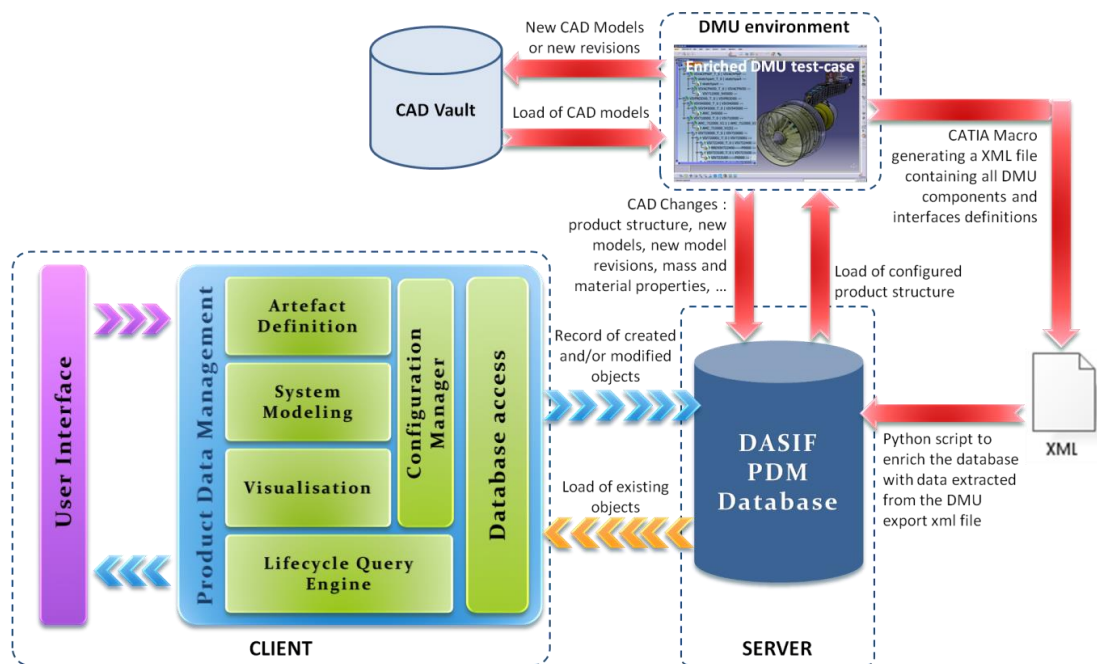 New CAD Models
or new revisions
CAD Vault
Load of CAD models
DMU environment
Enriched DMU test-case
CATIA Macro
generating a XML file
containing all DMU
components and
interfaces definitions
CAD Changes :
product structure, new
models, new model
revisions, mass and
material properties, ...
Load of configured
product structure
User Interface
Product Data Management
Artefact
Definition
System
Modeling
Visualisation
Lifecycle Query
Engine
Configuration
Manager
Database access
CLIENT
Record of created
and/or modified
objects
Load of existing
objects
DASIF
PDM
Database
SERVER
XML
Python script to
enrich the database
with data extracted
from the DMU
export xml file